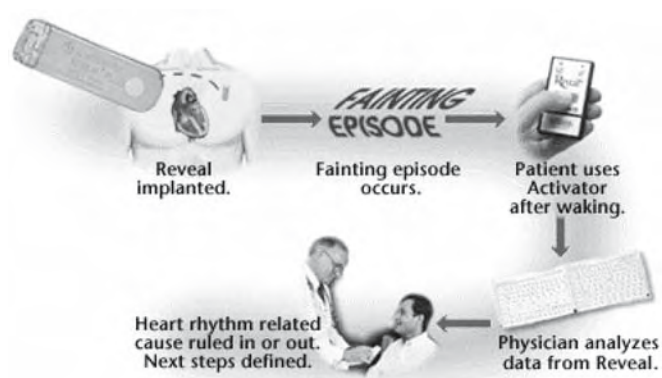 FAINTING
EPISODE
Reveal
Reveal
implanted.
Fainting episode
occurs.
Patient uses
Activator
after waking.
Physician analyzes
data from Reveal.
Heart rhythm related
cause ruled in or out.
Next steps defined.